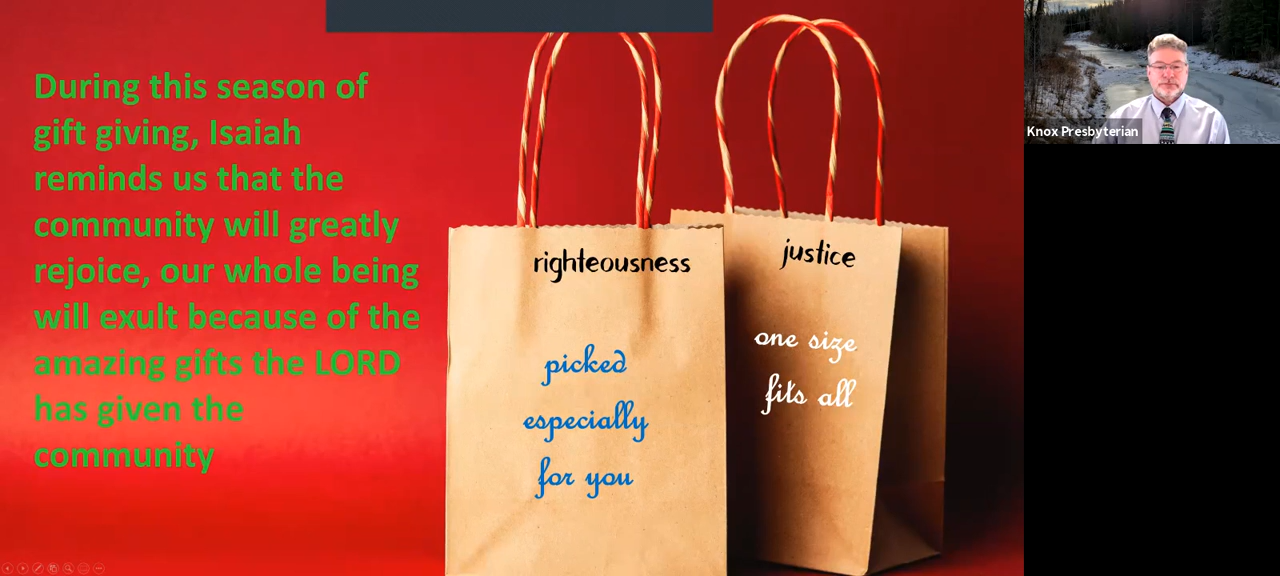 During this season of
gift giving, Isaiah
reminds us that the
community will greatly
rejoice, our whole being
will exult because of the
amazing gifts the LORD
has given the
community
righteousness
picked
especially
for you
justice
one size
fits all
Knox Presbyterian